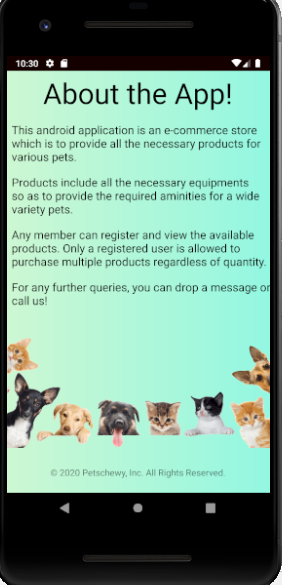 10:30
About the App!
This android application is an e-commerce store
which is to provide all the necessary products for
various pets.
Products include all the necessary equipments
so as to provide the required aminities for a wide
variety pets.
Any member can register and view the available
products. Only a registered user is allowed to
purchase multiple products regardless of quantity.
For any further queries, you can drop a message or
call us!
© 2020 Petschewy, Inc. All Rights Reserved.